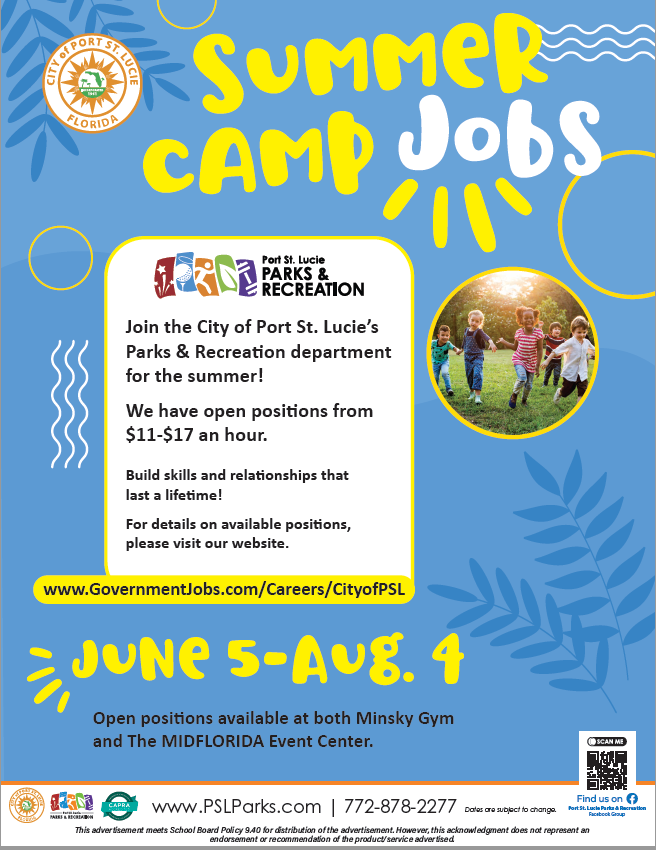 CITY of PORT ST. LUCIE
FLORIDA
SUMMER
CAMP JOBS
Port St. Lucie
PARKS &
RECREATION
Join the City of Port St. Lucie's
Parks & Recreation department
for the summer!
We have open positions from
$11-$17 an hour.
Build skills and relationships that
last a lifetime!
For details on available positions,
please visit our website.
www.GovernmentJobs.com/Careers/CityofPSL
June 5-Aug. 4
Open positions available at both Minsky Gym
and The MIDFLORIDA Event Center.
SCAN ME
Find us on
Port St. Lucie Parks & Recreation
Facebook Group
PARKS & RECREATION
CAPRA
www.PSLParks.com | 772-878-2277 Dates are subject to change.
This advertisement meets School Board Policy 9.40 for distribution of the advertisement. However, this acknowledgment does not represent an
endorsement or recommendation of the product/service advertised.